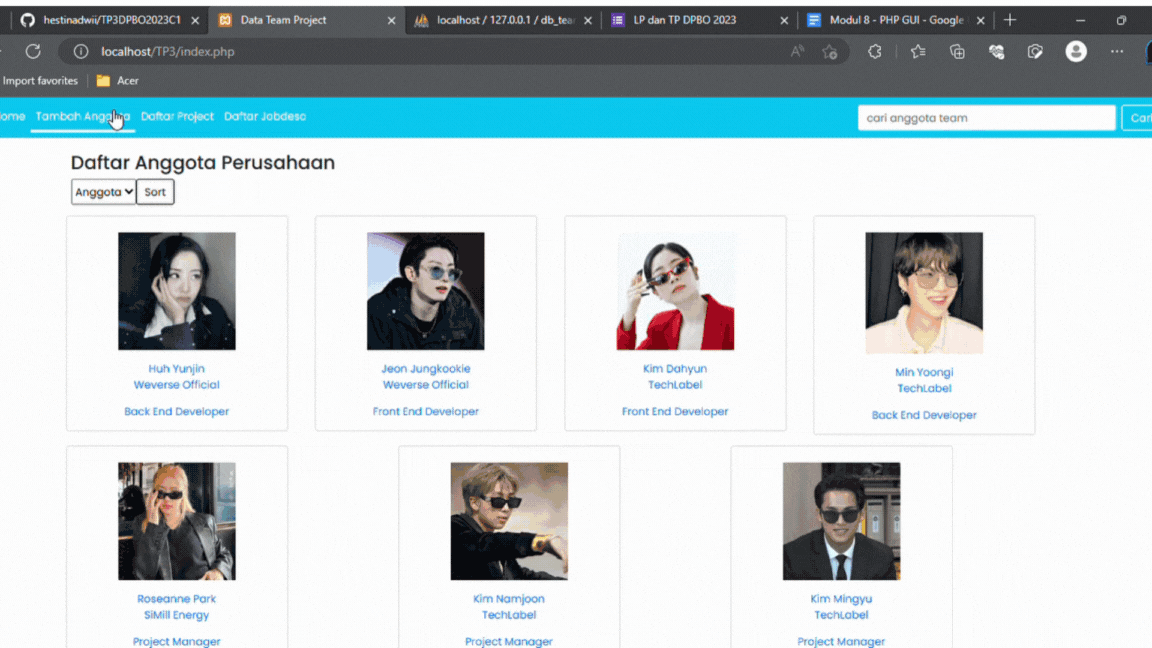 hestinadwii/TP3DPBO2023C1
Data Team Project
localhost / 127.0.0.1 / db_tea
LP dan TP DPBO 2023
Modul 8 - PHP GUI - Google
localhost/TP3/index.php
Import favorites
Acer
Tambah Anggota
Daftar Project
Daftar Jobdesc
cari anggota team
Cari
Daftar Anggota Perusahaan
Anggota
Sort
Huh Yunjin
Weverse Official
Back End Developer
Jeon Jungkookie
Weverse Official
Front End Developer
Kim Dahyun
TechLabel
Front End Developer
Min Yoongi
TechLabel
Back End Developer
Roseanne Park
SiMill Energy
Project Manager
Kim Namjoon
TechLabel
Project Manager
Kim Mingyu
TechLabel
Project Manager